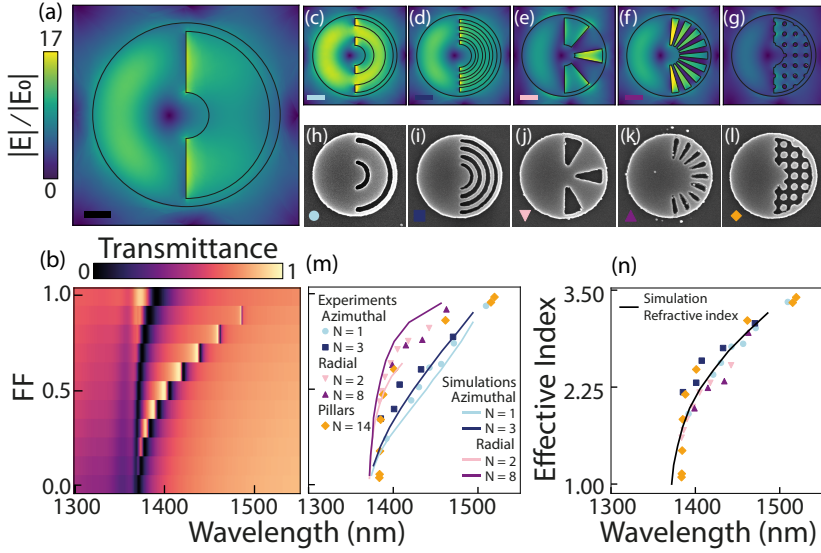 (a)
17
|E|/|E₀|
0
(c)
(d)
(e)
(f)
(g)
(h)
(i)
(j)
(k)
(l)
(b)
Transmittance
0
1
FF
1.0
0.5
0.0
1300
1400
1500
(m)
Experiments
Azimuthal
N = 1
N = 3
Radial
N = 2
N = 8
Pillars
N = 14
Simulations
Azimuthal
N = 1
N = 3
Radial
N = 2
N = 8
1400
1500
Wavelength (nm)
(n)
Effective Index
3.50
2.25
1.00
Simulation
Refractive index
1400
1500
Wavelength (nm)